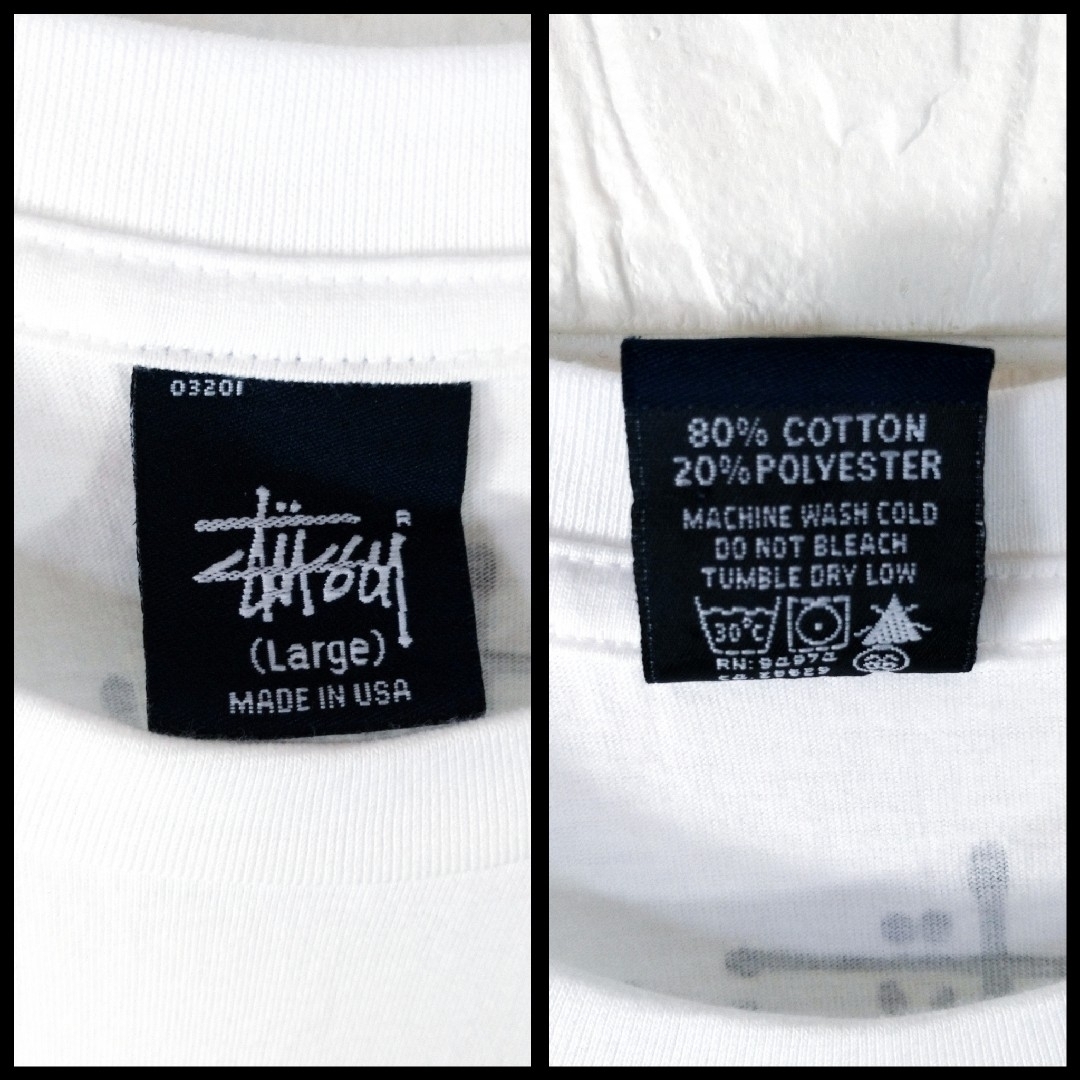 03201
Stüssy
R
(Large)
MADE IN USA
80% COTTON
20% POLYESTER
MACHINE WASH COLD
DO NOT BLEACH
TUMBLE DRY LOW
30°C
RN:94974